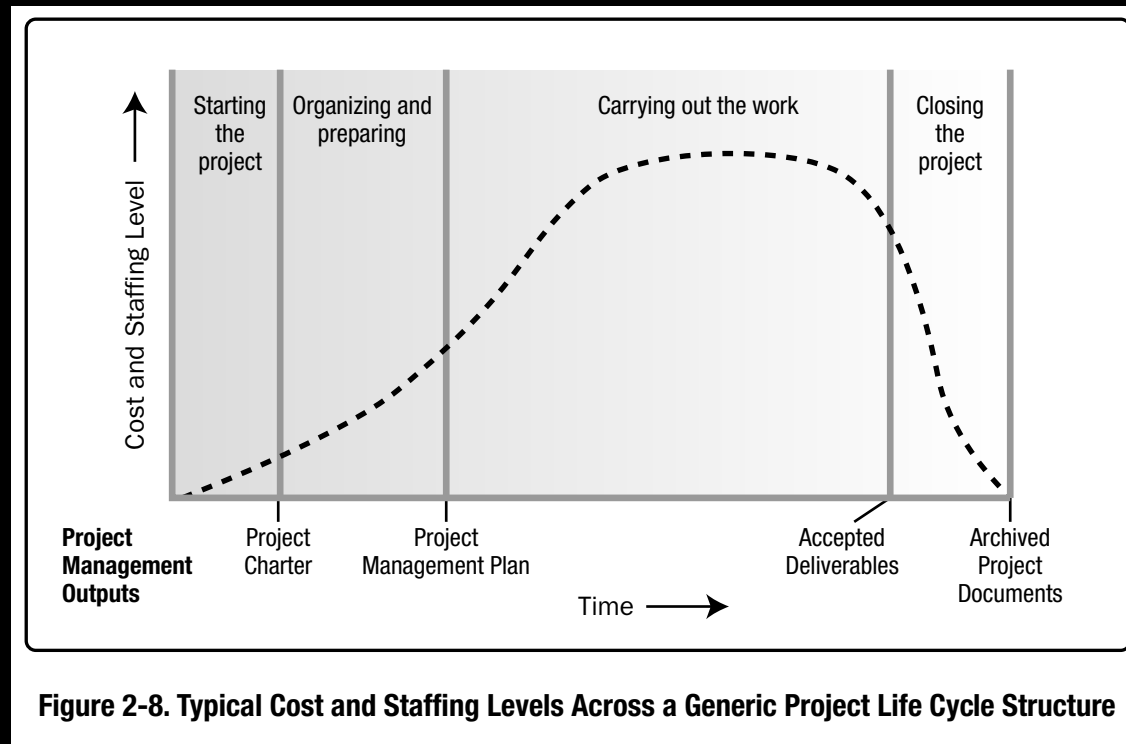 Starting
the
project
Organizing and
preparing
Carrying out the work
Closing
the
project
Cost and Staffing Level
Project
Management
Outputs
Project
Charter
Project
Management Plan
Accepted
Deliverables
Archived
Project
Documents
Time
Figure 2-8. Typical Cost and Staffing Levels Across a Generic Project Life Cycle Structure